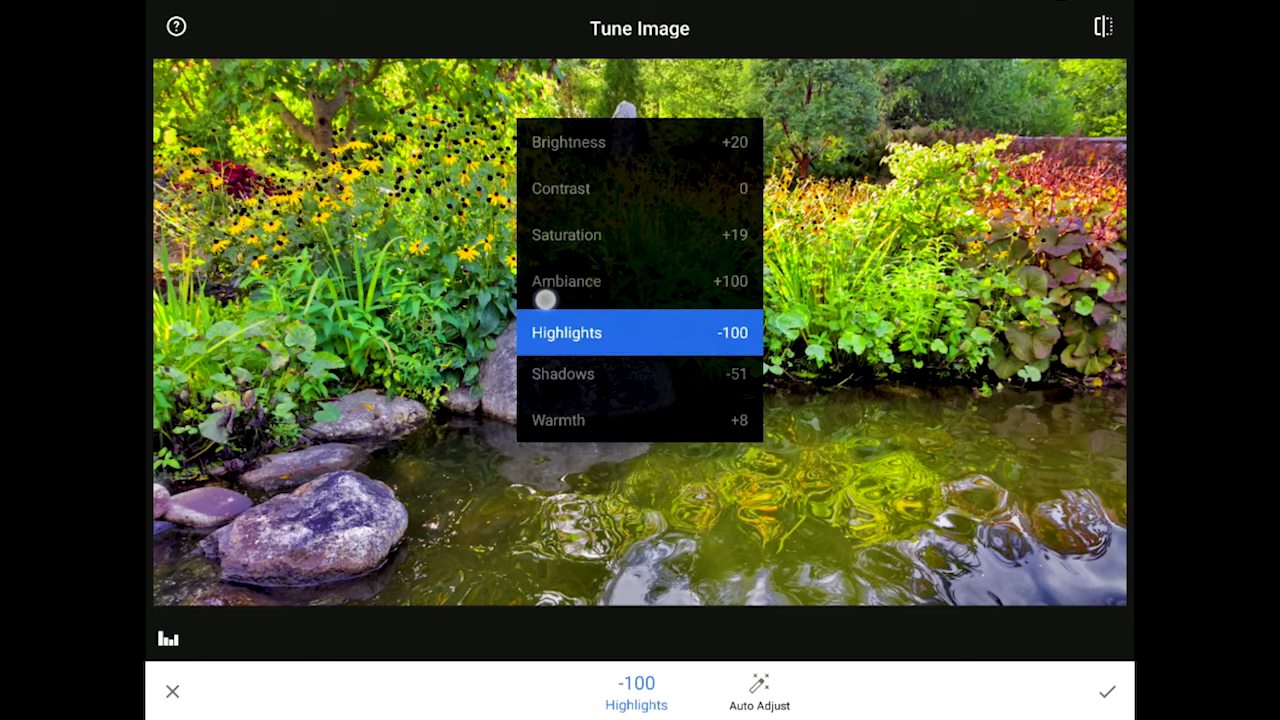 Tune Image
Brightness +20
Contrast 0
Saturation +19
Ambiance +100
Highlights -100
Shadows -51
Warmth +8
-100
Highlights
Auto Adjust